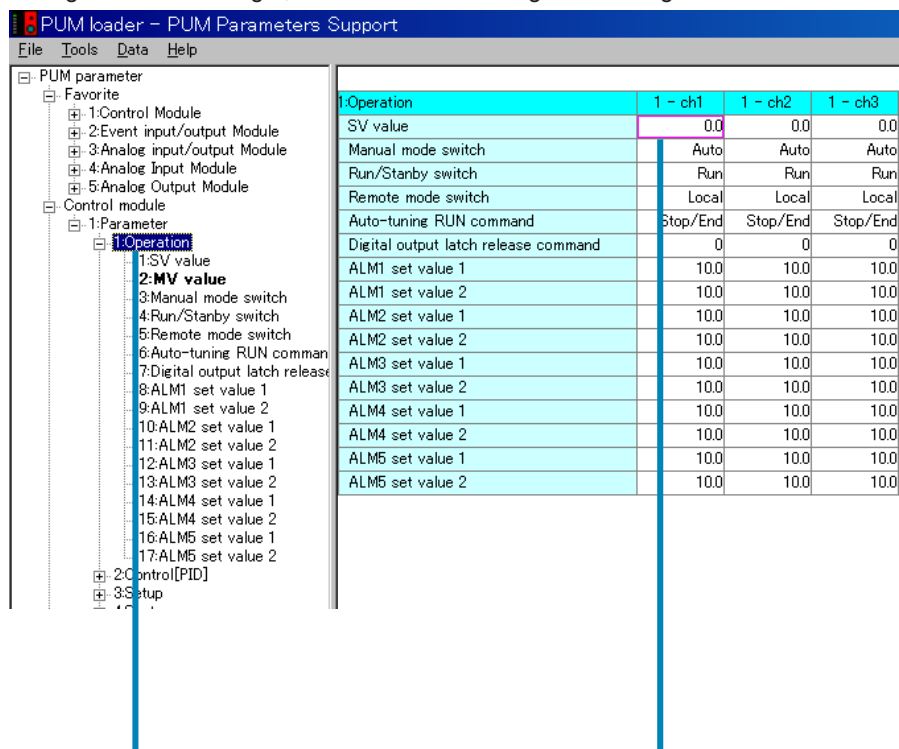 PUM loader - PUM Parameters Support
File Tools Data Help
PUM parameter
Favorite
1:Control Module
2:Event input/output Module
3:Analog input/output Module
4:Analog Input Module
5:Analog Output Module
Control module
1:Parameter
1:Operation
1:SV value
2:MV value
3:Manual mode switch
4:Run/Stanby switch
5:Remote mode switch
6:Auto-tuning RUN comman
7:Digital output latch release
8:ALM1 set value 1
9:ALM1 set value 2
10:ALM2 set value 1
11:ALM2 set value 2
12:ALM3 set value 1
13:ALM3 set value 2
14:ALM4 set value 1
15:ALM4 set value 2
16:ALM5 set value 1
17:ALM5 set value 2
2:Control[PID]
3:Setup
1:Operation 1 - ch1 1 - ch2 1 - ch3
SV value 0.0 0.0 0.0
Manual mode switch Auto Auto Auto
Run/Stanby switch Run Run Run
Remote mode switch Local Local Local
Auto-tuning RUN command Stop/End Stop/End Stop/End
Digital output latch release command 0 0 0
ALM1 set value 1 10.0 10.0 10.0
ALM1 set value 2 10.0 10.0 10.0
ALM2 set value 1 10.0 10.0 10.0
ALM2 set value 2 10.0 10.0 10.0
ALM3 set value 1 10.0 10.0 10.0
ALM3 set value 2 10.0 10.0 10.0
ALM4 set value 1 10.0 10.0 10.0
ALM4 set value 2 10.0 10.0 10.0
ALM5 set value 1 10.0 10.0 10.0
ALM5 set value 2 10.0 10.0 10.0